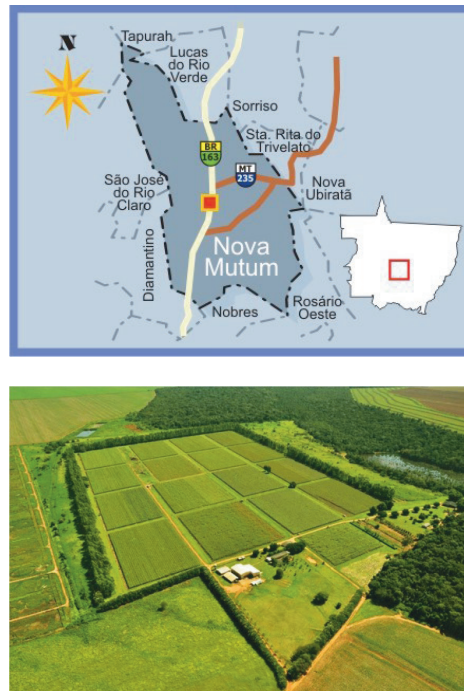 N
Tapurah
Lucas
do Rio
Verde
Sorriso
Sta. Rita do
Trivelato
BR
163
MT
235
São José
do Rio
Claro
Nova
Ubiratã
Diamantino
Nova
Mutum
Nobres
Rosário
Oeste